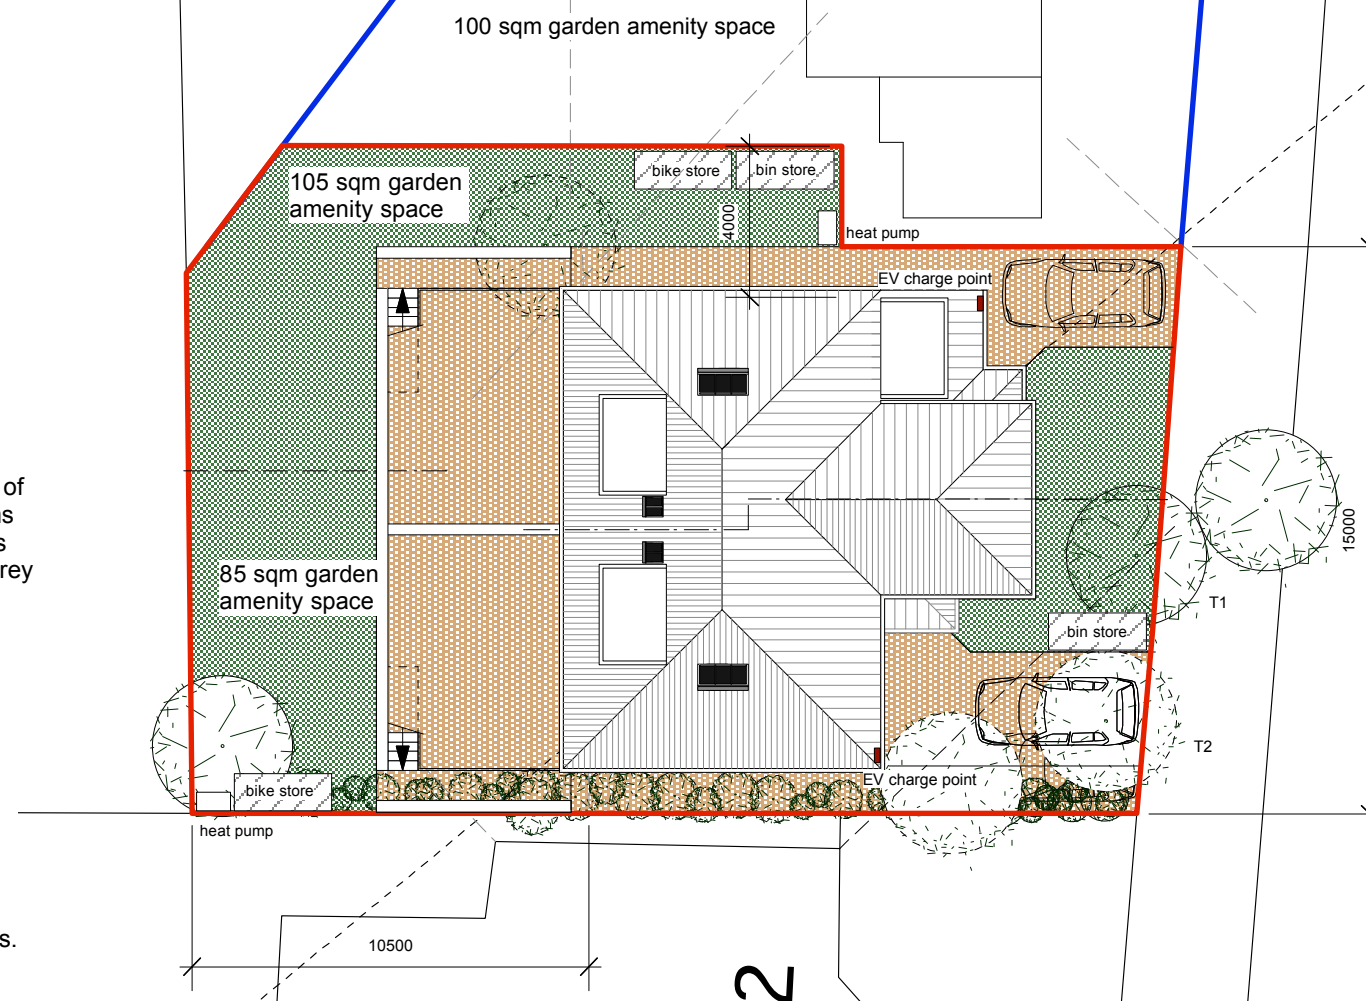 100 sqm garden amenity space
105 sqm garden
amenity space
bike store
bin store
4000
heat pump
EV charge point
of
rey
85 sqm garden
amenity space
15000
T1
bin store
T2
EV charge point
bike store
heat pump
s.
10500
2